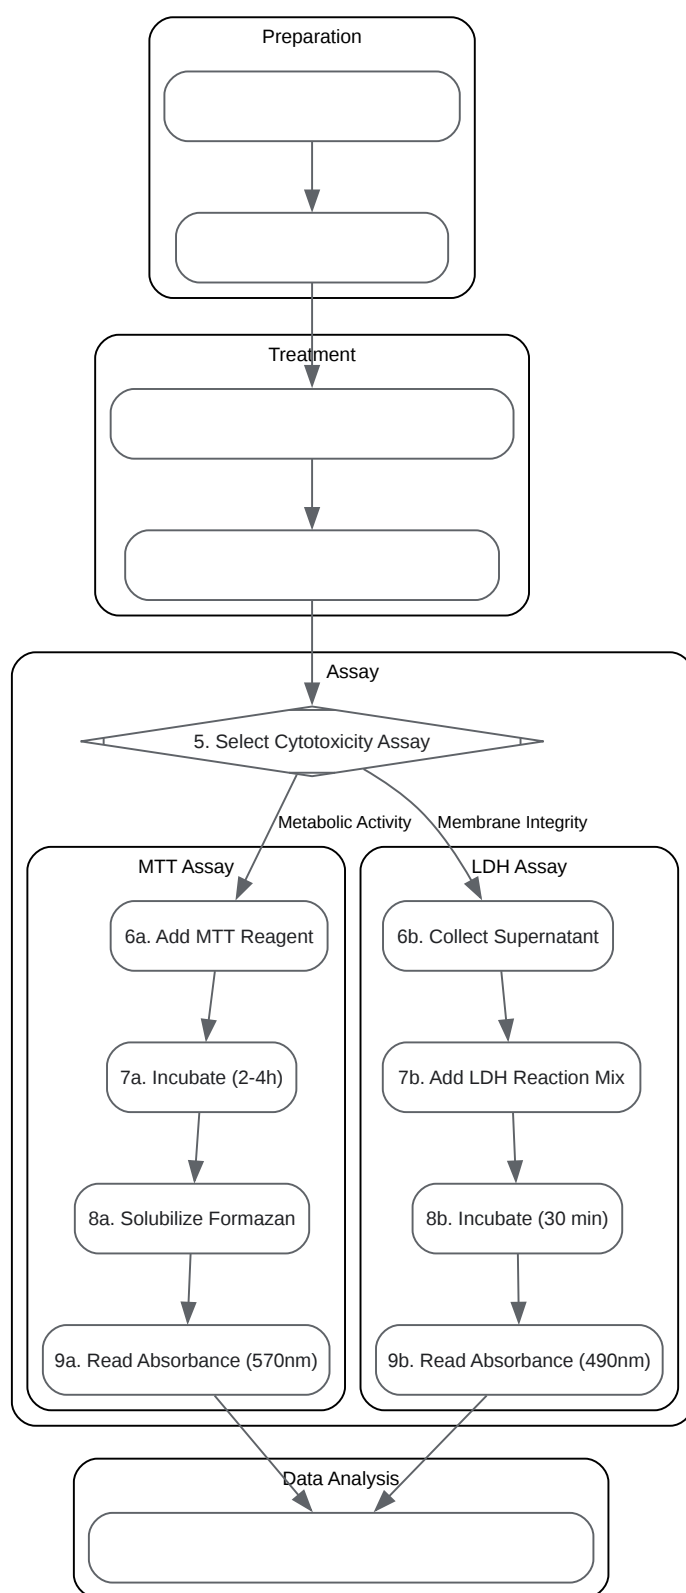 Preparation
Treatment
Assay
5. Select Cytotoxicity Assay
Metabolic Activity
Membrane Integrity
MTT Assay
LDH Assay
6a. Add MTT Reagent
6b. Collect Supernatant
7a. Incubate (2-4h)
7b. Add LDH Reaction Mix
8a. Solubilize Formazan
8b. Incubate (30 min)
9a. Read Absorbance (570nm)
9b. Read Absorbance (490nm)
Data Analysis